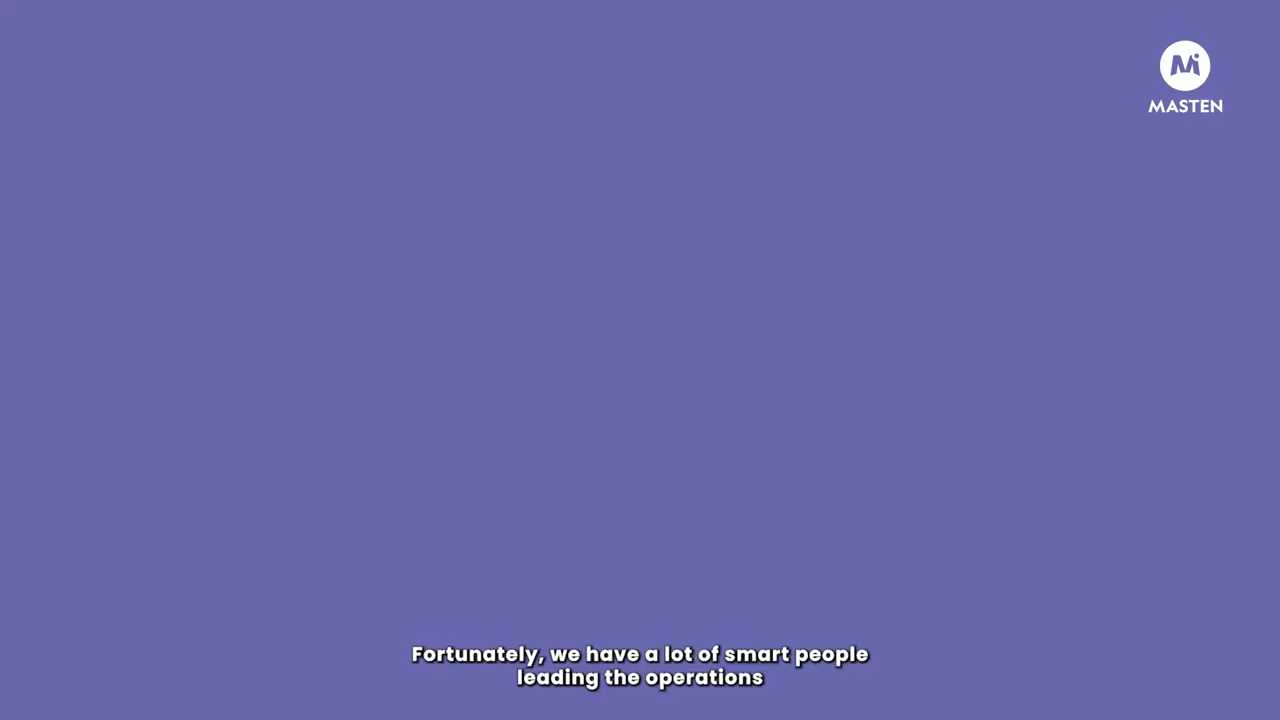 MASTEN
Fortunately, we have a lot of smart people
leading the operations